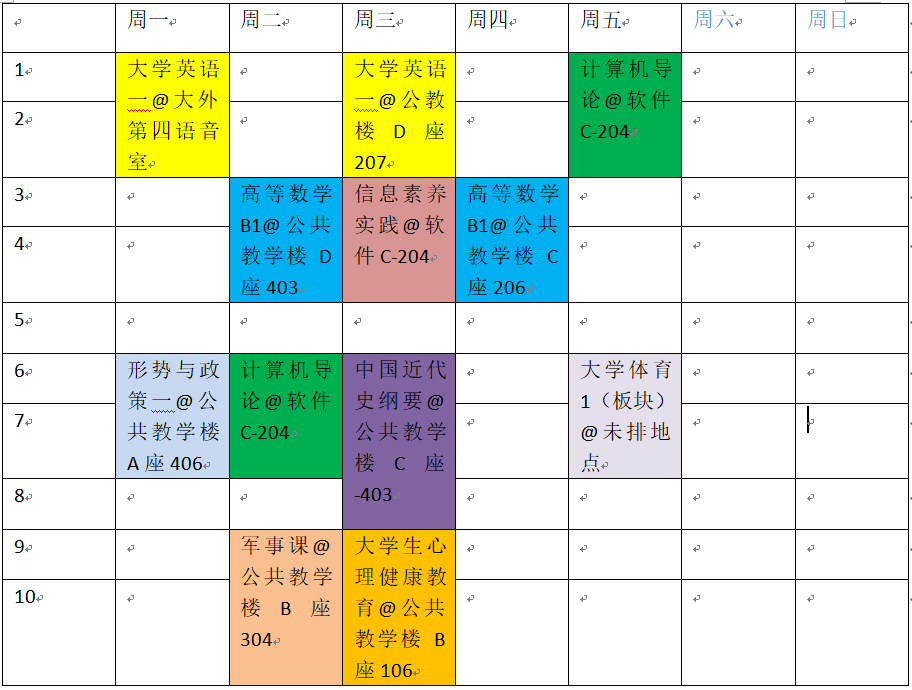 周一 周二 周三 周四 周五 周六 周日
1
大学英语
一@大外
第四语音
室
大学英语
一@公教
楼 D 座
207
计算机导
论@软件
C-204
2
3
高等数学
B1@公共
教学楼 D
座 403
信息素养
实践@软
件 C-204
高等数学
B1@公共
教学楼 C
座 206
4
5
6
形势与政
策一@公
共教学楼
A 座 406
计算机导
论@软件
C-204
中国近代
史纲要@
公共教学
楼 C 座
-403
大学体育
1（板块）
@未排地
点
7
8
9
军事课@
公共教学
楼 B 座
304
大学生心
理健康教
育@公共
教学楼 B
座 106
10